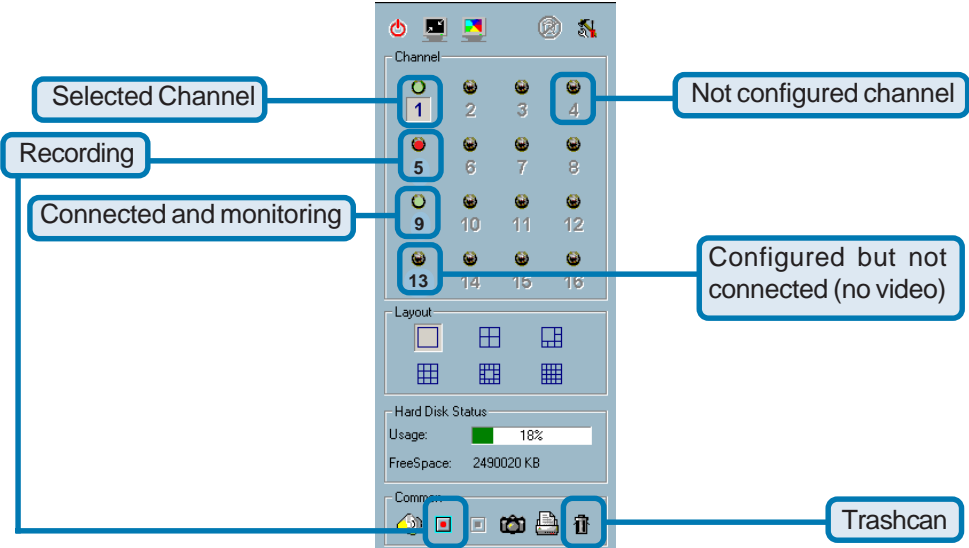 Channel
Selected Channel
Not configured channel
1 2 3 4
Recording
5 6 7 8
Connected and monitoring
9 10 11 12
Configured but not
connected (no video)
13 14 15 16
Layout
Hard Disk Status
Usage: 18%
FreeSpace: 2490020 KB
Common
Trashcan